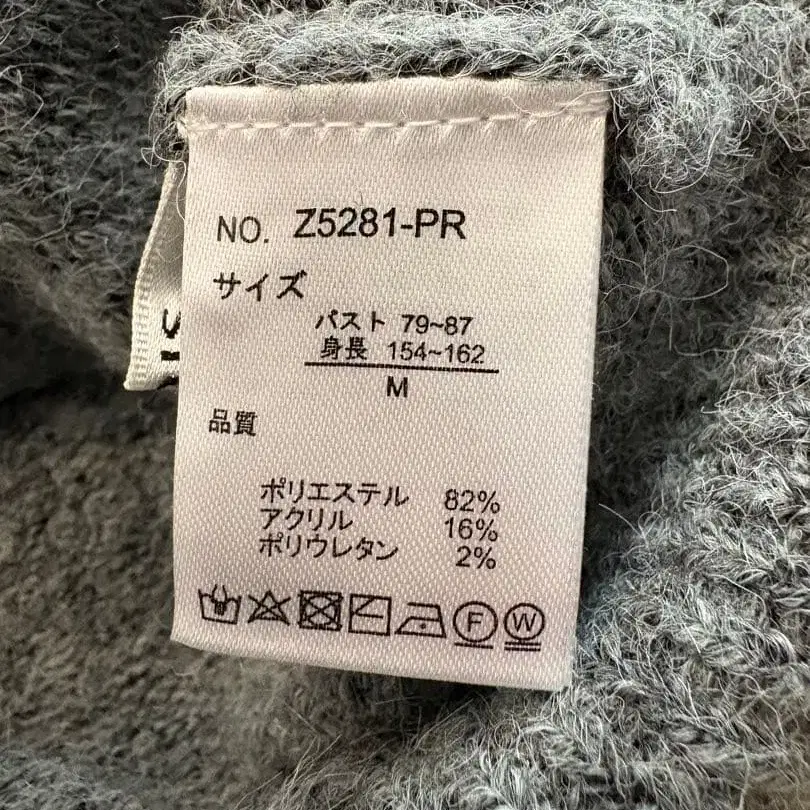 NO. Z5281-PR
サイズ
バスト 79~87
身長 154~162
M
品質
ポリエステル 82%
アクリル 16%
ポリウレタン 2%
F W